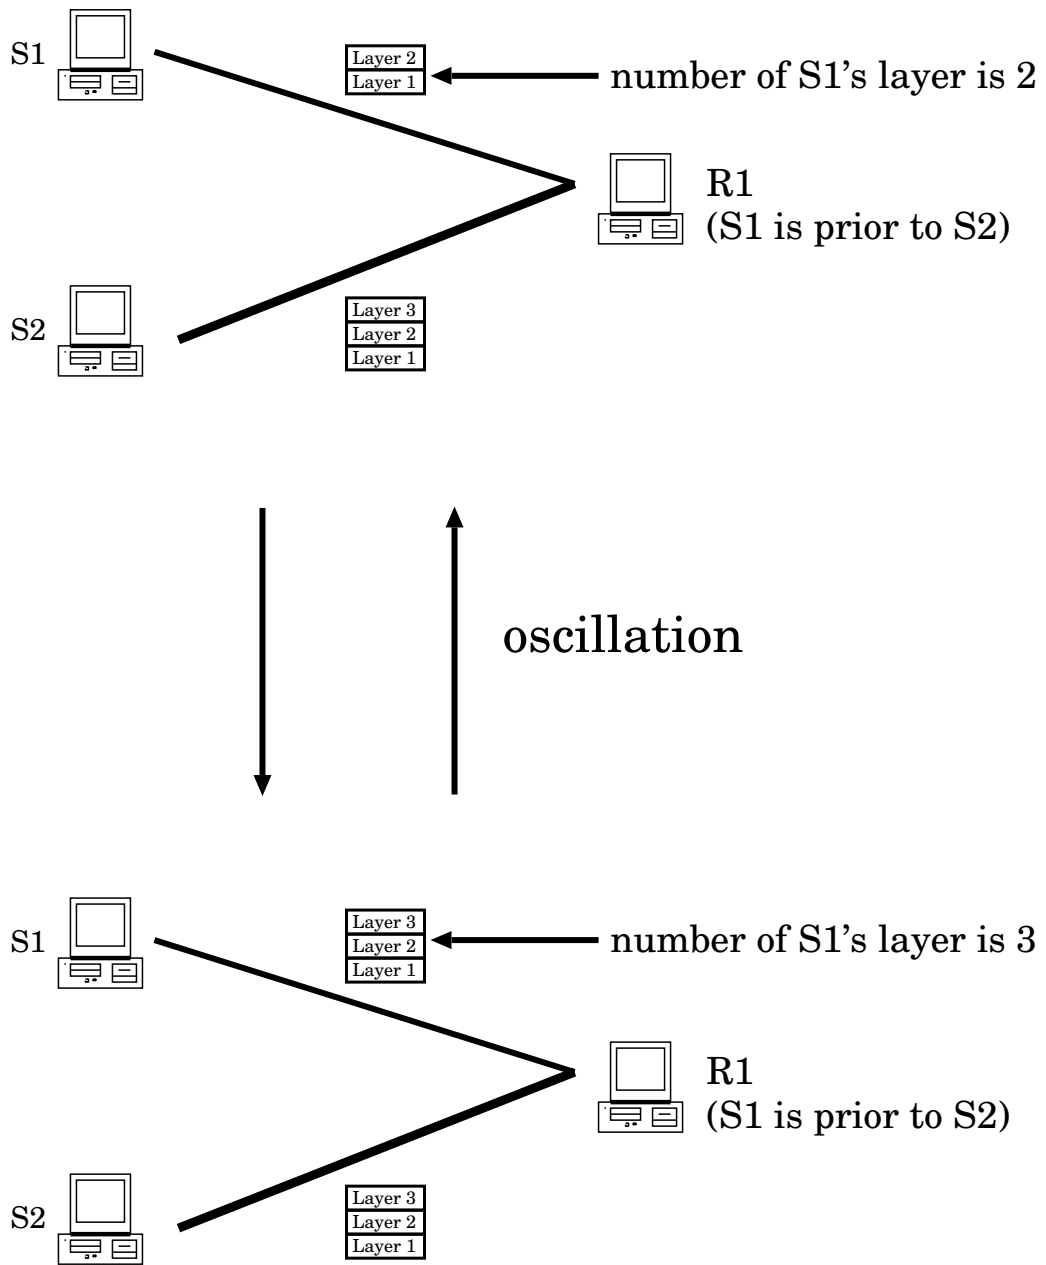 S1
Layer 2
Layer 1
number of S1's layer is 2
R1
(S1 is prior to S2)
S2
Layer 3
Layer 2
Layer 1
oscillation
S1
Layer 3
Layer 2
Layer 1
number of S1's layer is 3
R1
(S1 is prior to S2)
S2
Layer 3
Layer 2
Layer 1